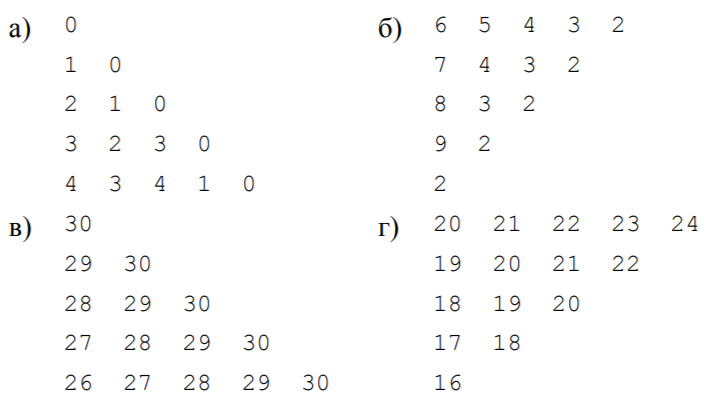 а) 0 б) 6 5 4 3 2
1 0 7 4 3 2
2 1 0 8 3 2
3 2 3 0 9 2
4 3 4 1 0 2
в) 30 г) 20 21 22 23 24
29 30 19 20 21 22
28 29 30 18 19 20
27 28 29 30 17 18
26 27 28 29 30 16